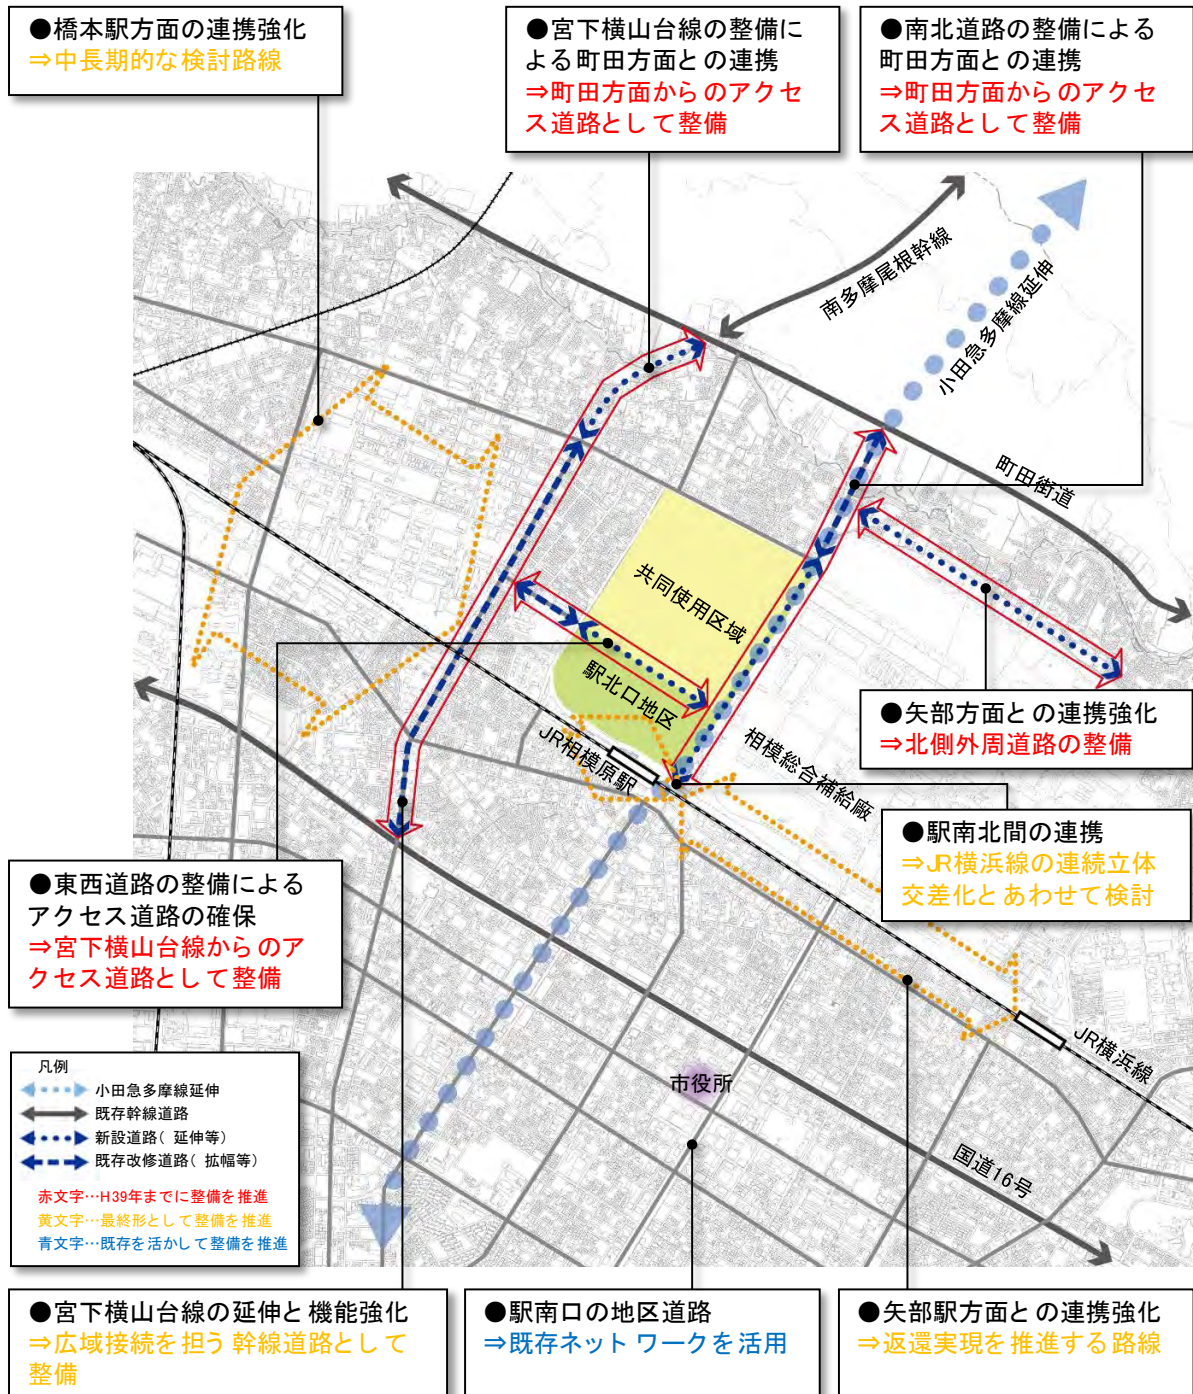 ●橋本駅方面の連携強化
⇒中長期的な検討路線
●宮下横山台線の整備に
よる町田方面との連携
⇒町田方面からのアクセ
ス道路として整備
●南北道路の整備による
町田方面との連携
⇒町田方面からのアクセ
ス道路として整備
南多摩尾根幹線
小田急多摩線延伸
町田街道
共同使用区域
駅北口地区
JR相模原駅
相模総合補給廠
●矢部方面との連携強化
⇒北側外周道路の整備
●駅南北間の連携
⇒JR横浜線の連続立体
交差化とあわせて検討
●東西道路の整備による
アクセス道路の確保
⇒宮下横山台線からのア
クセス道路として整備
JR横浜線
市役所
国道16号
凡例
小田急多摩線延伸
既存幹線道路
新設道路(延伸等)
既存改修道路(拡幅等)
赤文字…H39年までに整備を推進
黄文字…最終形として整備を推進
青文字…既存を活かして整備を推進
●宮下横山台線の延伸と機能強化
⇒広域接続を担う幹線道路として
整備
●駅南口の地区道路
⇒既存ネットワークを活用
●矢部駅方面との連携強化
⇒返還実現を推進する路線